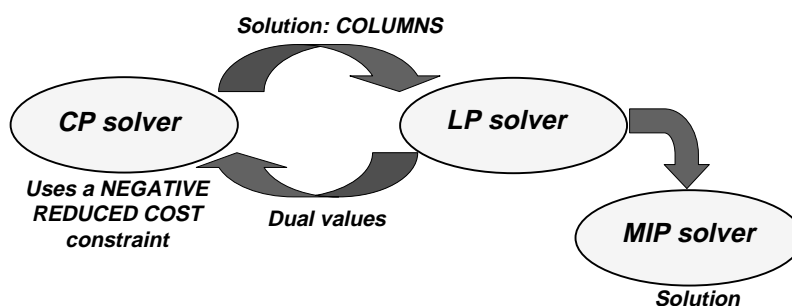 Solution: COLUMNS
CP solver
LP solver
Uses a NEGATIVE
REDUCED COST
constraint
Dual values
MIP solver
Solution